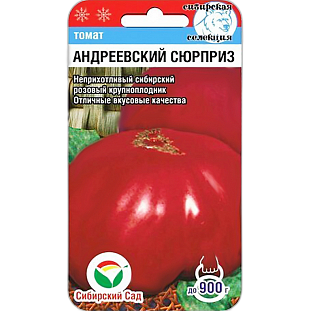 сибирская
селекция
ТОМАТ
АНДРЕЕВСКИЙ СЮРПРИЗ
Неприхотливый сибирский
розовый крупноплодник
Отличные вкусовые качества
до 900 г
Сибирский Сад